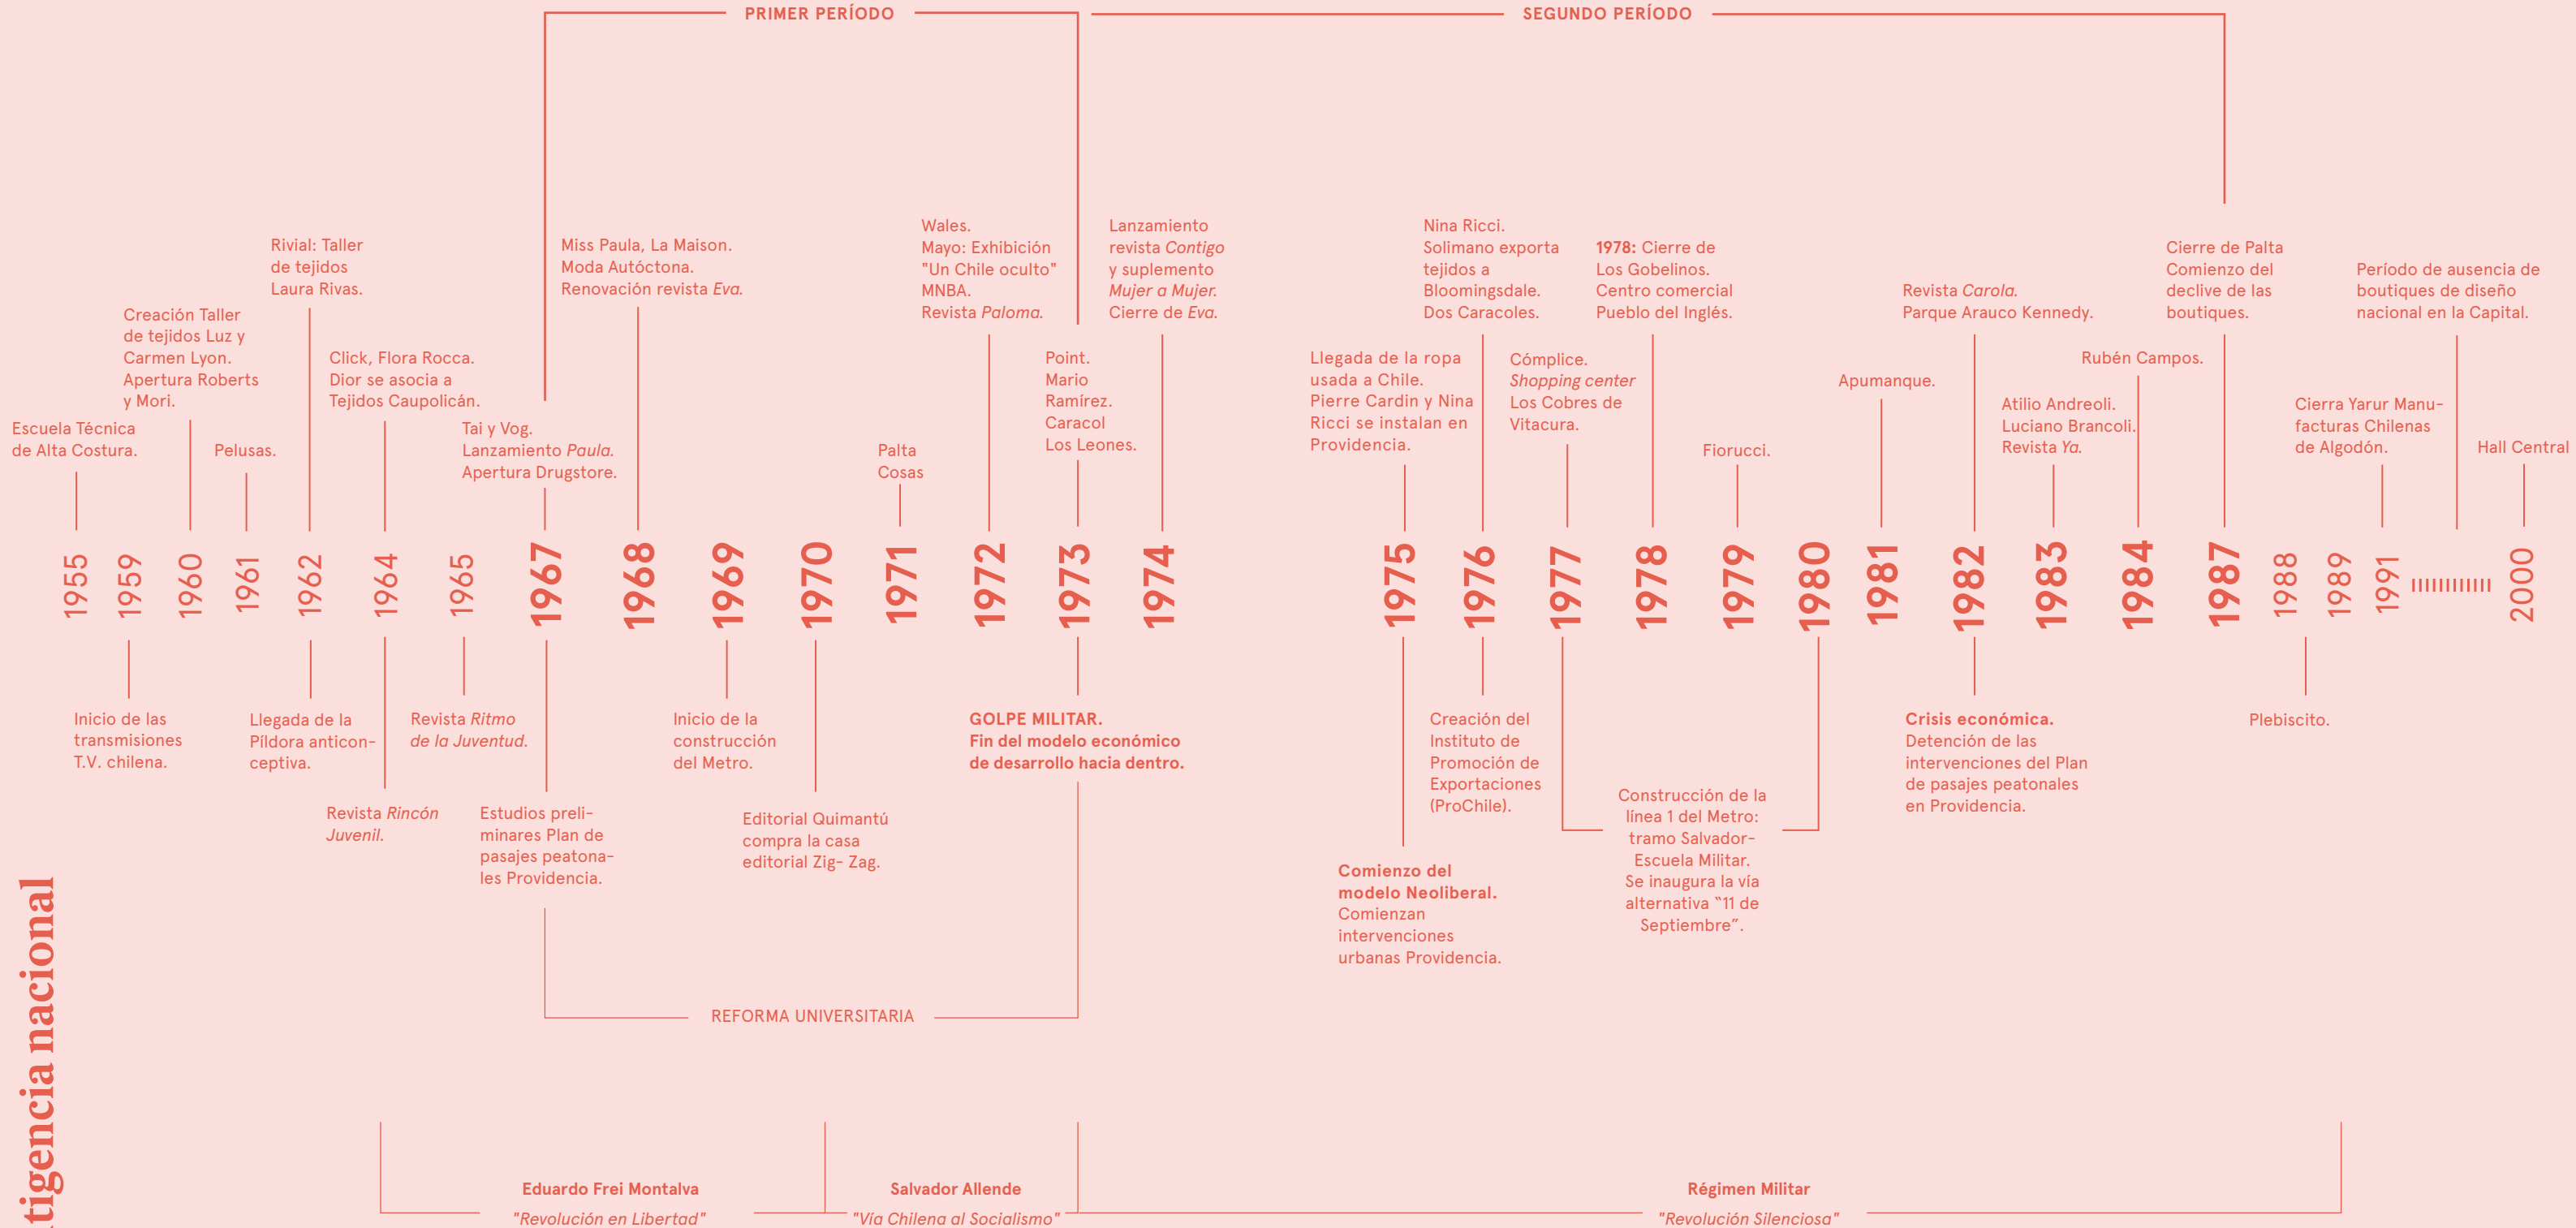 PRIMER PERÍODO
SEGUNDO PERÍODO
Escuela Técnica
de Alta Costura.
Creación Taller
de tejidos Luz y
Carmen Lyon.
Apertura Roberts
y Mori.
Pelusas.
Rivial: Taller
de tejidos
Laura Rivas.
Click, Flora Rocca.
Dior se asocia a
Tejidos Caupolicán.
Tai y Vog.
Lanzamiento Paula.
Apertura Drugstore.
Miss Paula, La Maison.
Moda Autóctona.
Renovación revista Eva.
Palta
Cosas
Wales.
Mayo: Exhibición
"Un Chile oculto"
MNBA.
Revista Paloma.
Point.
Mario
Ramírez.
Caracol
Los Leones.
Lanzamiento
revista Contigo
y suplemento
Mujer a Mujer.
Cierre de Eva.
Llegada de la ropa
usada a Chile.
Pierre Cardin y Nina
Ricci se instalan en
Providencia.
Nina Ricci.
Solimano exporta
tejidos a
Bloomingsdale.
Dos Caracoles.
Cómplice.
Shopping center
Los Cobres de
Vitacura.
1978: Cierre de
Los Gobelinos.
Centro comercial
Pueblo del Inglés.
Fiorucci.
Apumanque.
Revista Carola.
Parque Arauco Kennedy.
Atilio Andreoli.
Luciano Brancoli.
Revista Ya.
Rubén Campos.
Cierre de Palta
Comienzo del
declive de las
boutiques.
Cierra Yarur Manu-
facturas Chilenas
de Algodón.
Período de ausencia de
boutiques de diseño
nacional en la Capital.
Hall Central
1955
1959
1960
1961
1962
1964
1965
1967
1968
1969
1970
1971
1972
1973
1974
1975
1976
1977
1978
1979
1980
1981
1982
1983
1984
1987
1988
1989
1991
2000
Inicio de las
transmisiones
T.V. chilena.
Llegada de la
Píldora anticon-
ceptiva.
Revista Rincón
Juvenil.
Revista Ritmo
de la Juventud.
Estudios preli-
minares Plan de
pasajes peatona-
les Providencia.
Inicio de la
construcción
del Metro.
Editorial Quimantú
compra la casa
editorial Zig- Zag.
GOLPE MILITAR.
Fin del modelo económico
de desarrollo hacia dentro.
Comienzo del
modelo Neoliberal.
Comienzan
intervenciones
urbanas Providencia.
Creación del
Instituto de
Promoción de
Exportaciones
(ProChile).
Construcción de la
línea 1 del Metro:
tramo Salvador-
Escuela Militar.
Se inaugura la vía
alternativa “11 de
Septiembre”.
Crisis económica.
Detención de las
intervenciones del Plan
de pasajes peatonales
en Providencia.
Plebiscito.
REFORMA UNIVERSITARIA
tigencia nacional
Eduardo Frei Montalva
"Revolución en Libertad"
Salvador Allende
"Vía Chilena al Socialismo"
Régimen Militar
"Revolución Silenciosa"